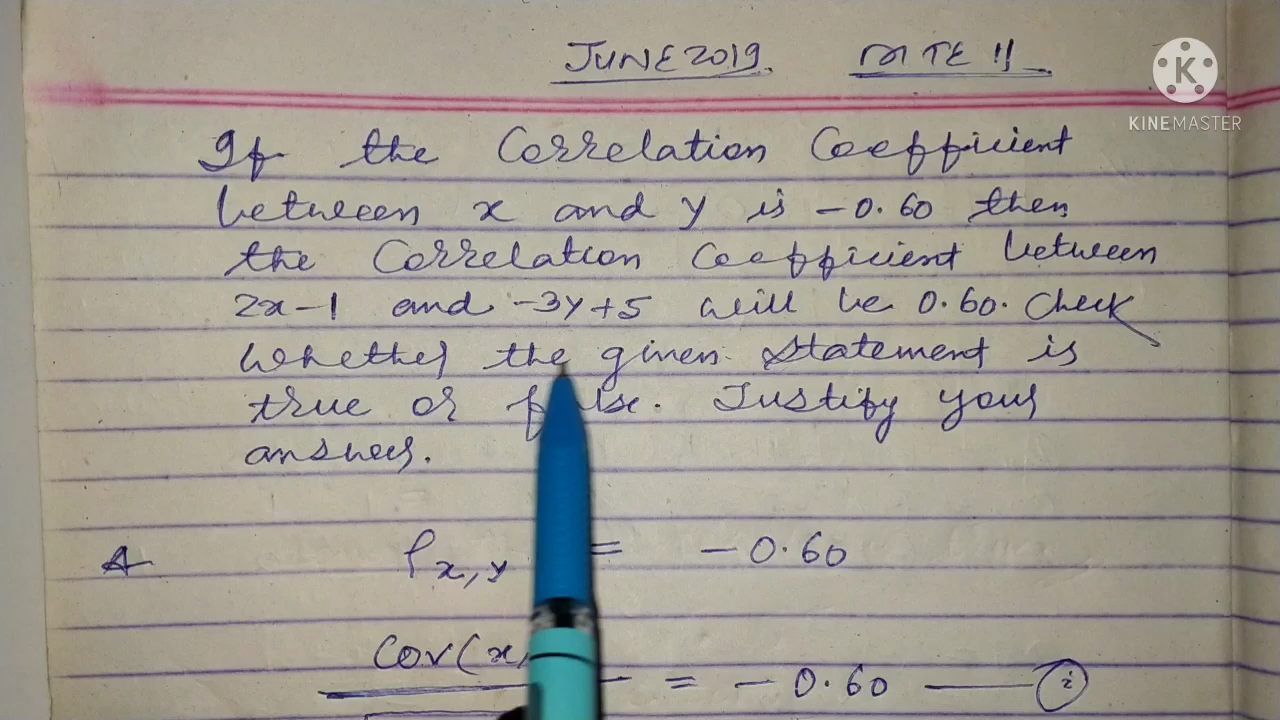 JUNE 2019 MTE 11
K
KINEMASTER
If the Correlation Coefficient
between x and y is -0.60 then
the Correlation Coefficient between
2x-1 and -3y+5 will be 0.60. Check
whether the given statement is
true or false. Justify your
answer.
A ρx,y = -0.60
Cov(x,
= -0.60 (i)